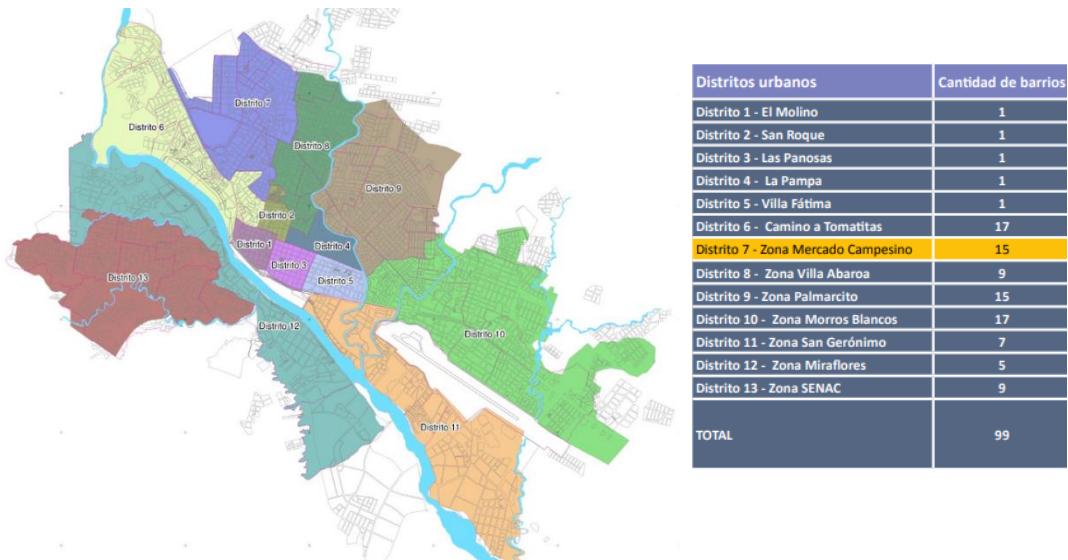 Distrito 7
Distrito 6
Distrito 8
Distrito 9
Distrito 2
Distrito 1
Distrito 4
Distrito 3
Distrito 5
Distrito 13
Distrito 12
Distrito 10
Distrito 11
Distritos urbanos Cantidad de barrios
Distrito 1 - El Molino 1
Distrito 2 - San Roque 1
Distrito 3 - Las Panosas 1
Distrito 4 - La Pampa 1
Distrito 5 - Villa Fátima 1
Distrito 6 - Camino a Tomatitas 17
Distrito 7 - Zona Mercado Campesino 15
Distrito 8 - Zona Villa Abaroa 9
Distrito 9 - Zona Palmarcito 15
Distrito 10 - Zona Morros Blancos 17
Distrito 11 - Zona San Gerónimo 7
Distrito 12 - Zona Miraflores 5
Distrito 13 - Zona SENAC 9
TOTAL 99